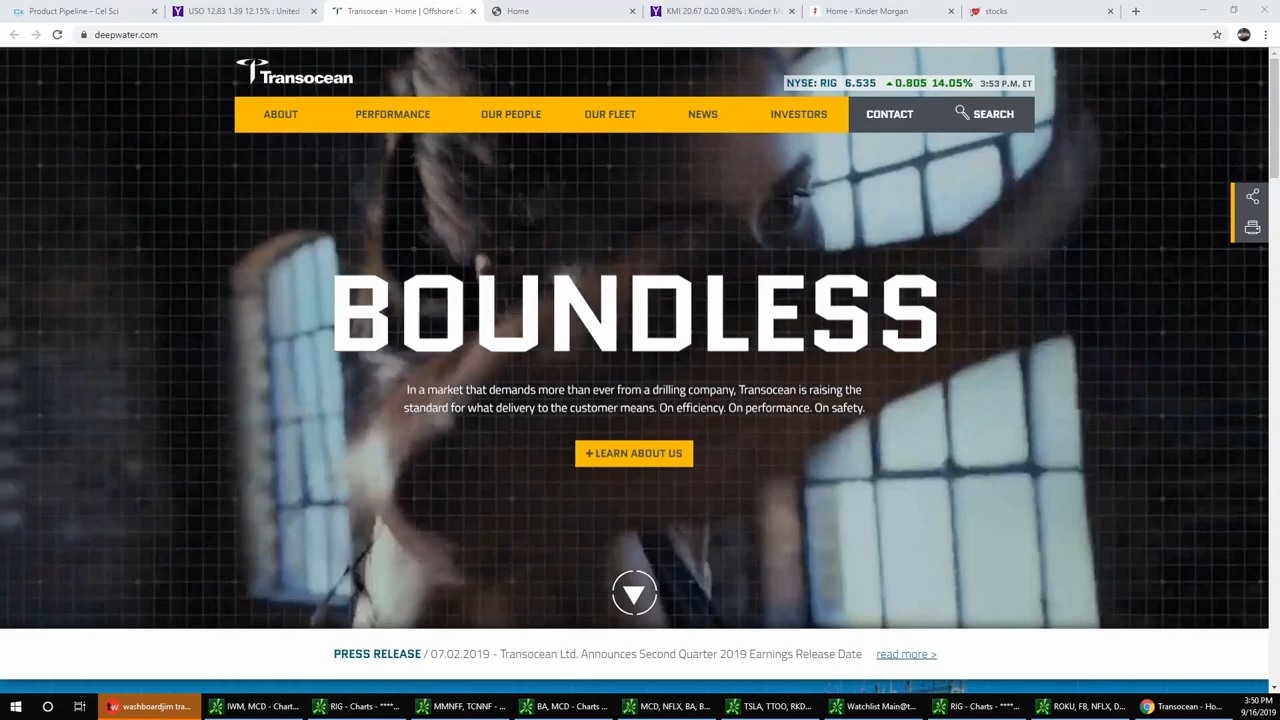 Product Pipeline – Cel Sci
USO 12.83 1.39 12.15% : United S
Transocean - Home | Offshore D
Home
KMI 20.67 0.20 0.98% : Kinder M
Home - Kinder Morgan
stocks
deepwater.com
Transocean
NYSE: RIG 6.535 0.805 14.05% 3:53 P.M. ET
ABOUT PERFORMANCE OUR PEOPLE OUR FLEET NEWS INVESTORS CONTACT SEARCH
BOUNDLESS
In a market that demands more than ever from a drilling company, Transocean is raising the
standard for what delivery to the customer means. On efficiency. On performance. On safety.
+ LEARN ABOUT US
PRESS RELEASE / 07.02.2019 - Transocean Ltd. Announces Second Quarter 2019 Earnings Release Date read more >
washboardjim tra...
IWM, MCD - Chart...
RIG - Charts - ****...
MMNFF, TCNNF - ...
BA, MCD - Charts ...
MCD, NFLX, BA, B...
TSLA, TTOO, RKD...
Watchlist Main@t...
RIG - Charts - ****...
ROKU, FB, NFLX, D...
Transocean - Ho...
3:50 PM
9/16/2019